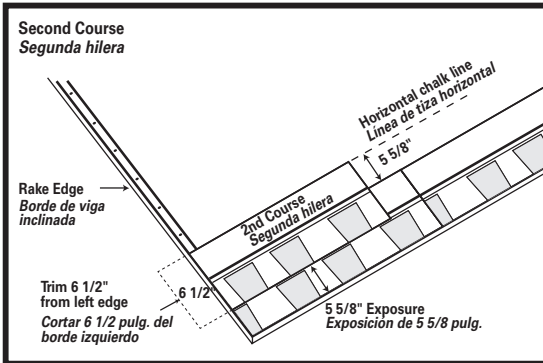 Second Course
Segunda hilera
Horizontal chalk line
Línea de tiza horizontal
5 5/8"
Rake Edge
Borde de viga
inclinada
2nd Course
Segunda hilera
Trim 6 1/2"
from left edge
Cortar 6 1/2 pulg. del
borde izquierdo
6 1/2"
5 5/8" Exposure
Exposición de 5 5/8 pulg.